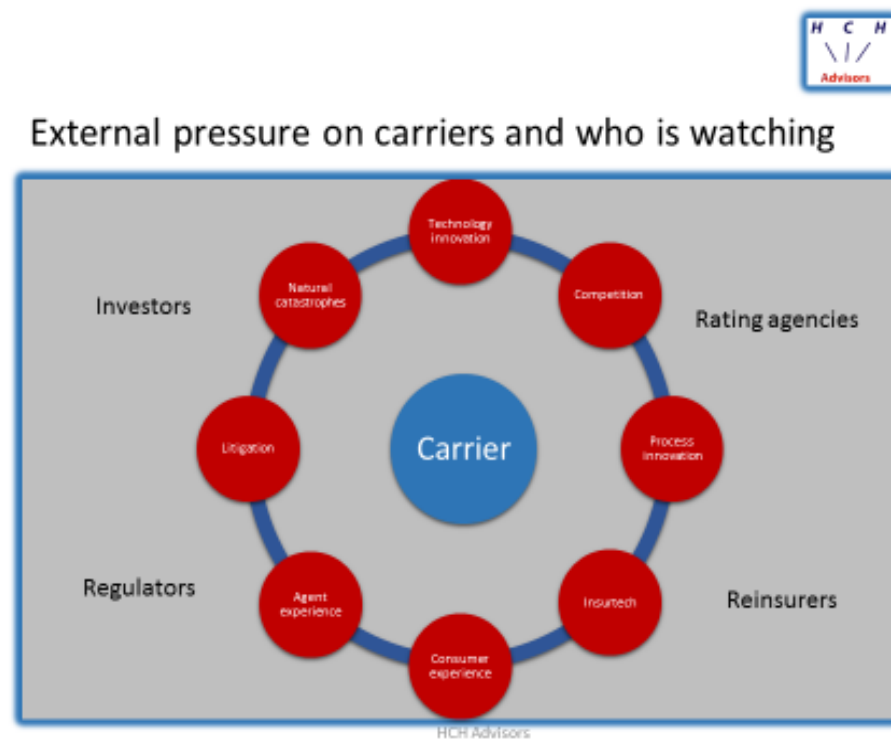 H C H
Advisors
External pressure on carriers and who is watching
Technology
innovation
Natural
catastrophes
Competition
Investors
Rating agencies
Litigation
Carrier
Process
innovation
Regulators
Agent
experience
Insurtech
Reinsurers
Consumer
experience
HCH Advisors